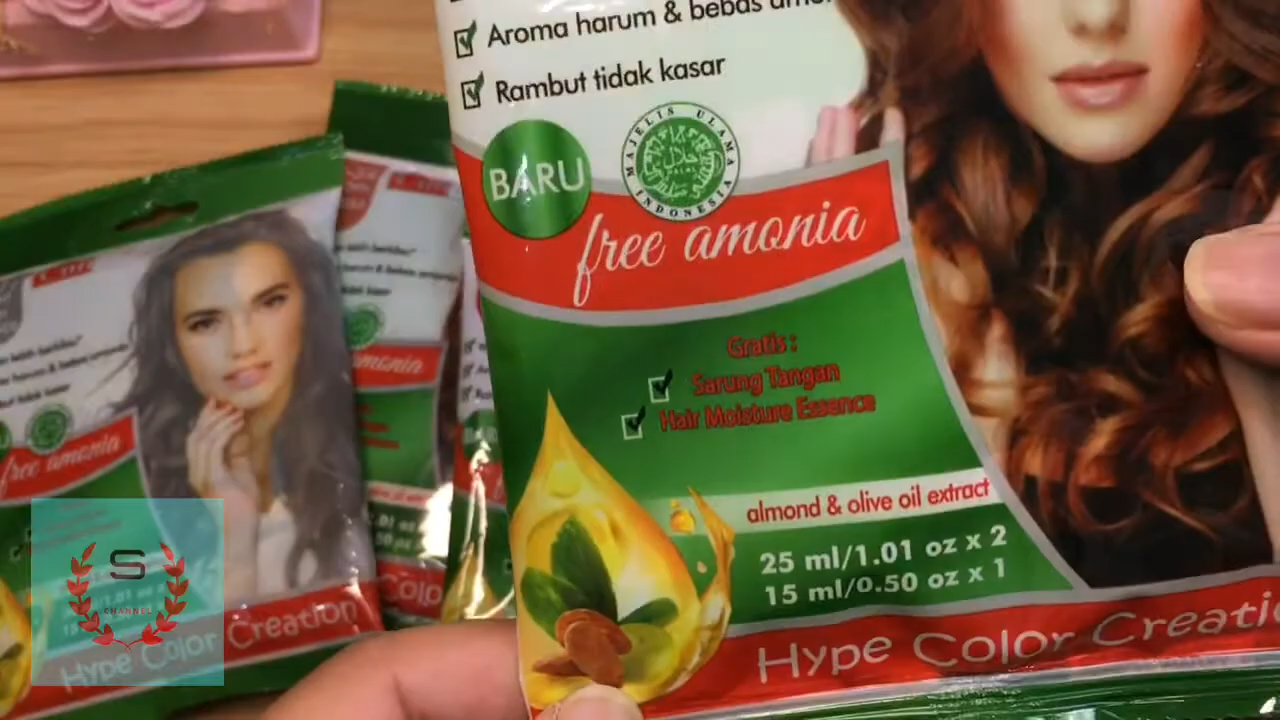 Aroma harum & bebas
Rambut tidak kasar
BARU
MAJELIS ULAMA
حلال
HALAL
INDONESIA
free amonia
Gratis :
Sarung Tangan
Hair Moisture Essence
almond & olive oil extract
25 ml/1.01 oz x 2
15 ml/0.50 oz x 1
Hype Color
free amonia
Hype Color Creation
amonia
S
CHANNEL